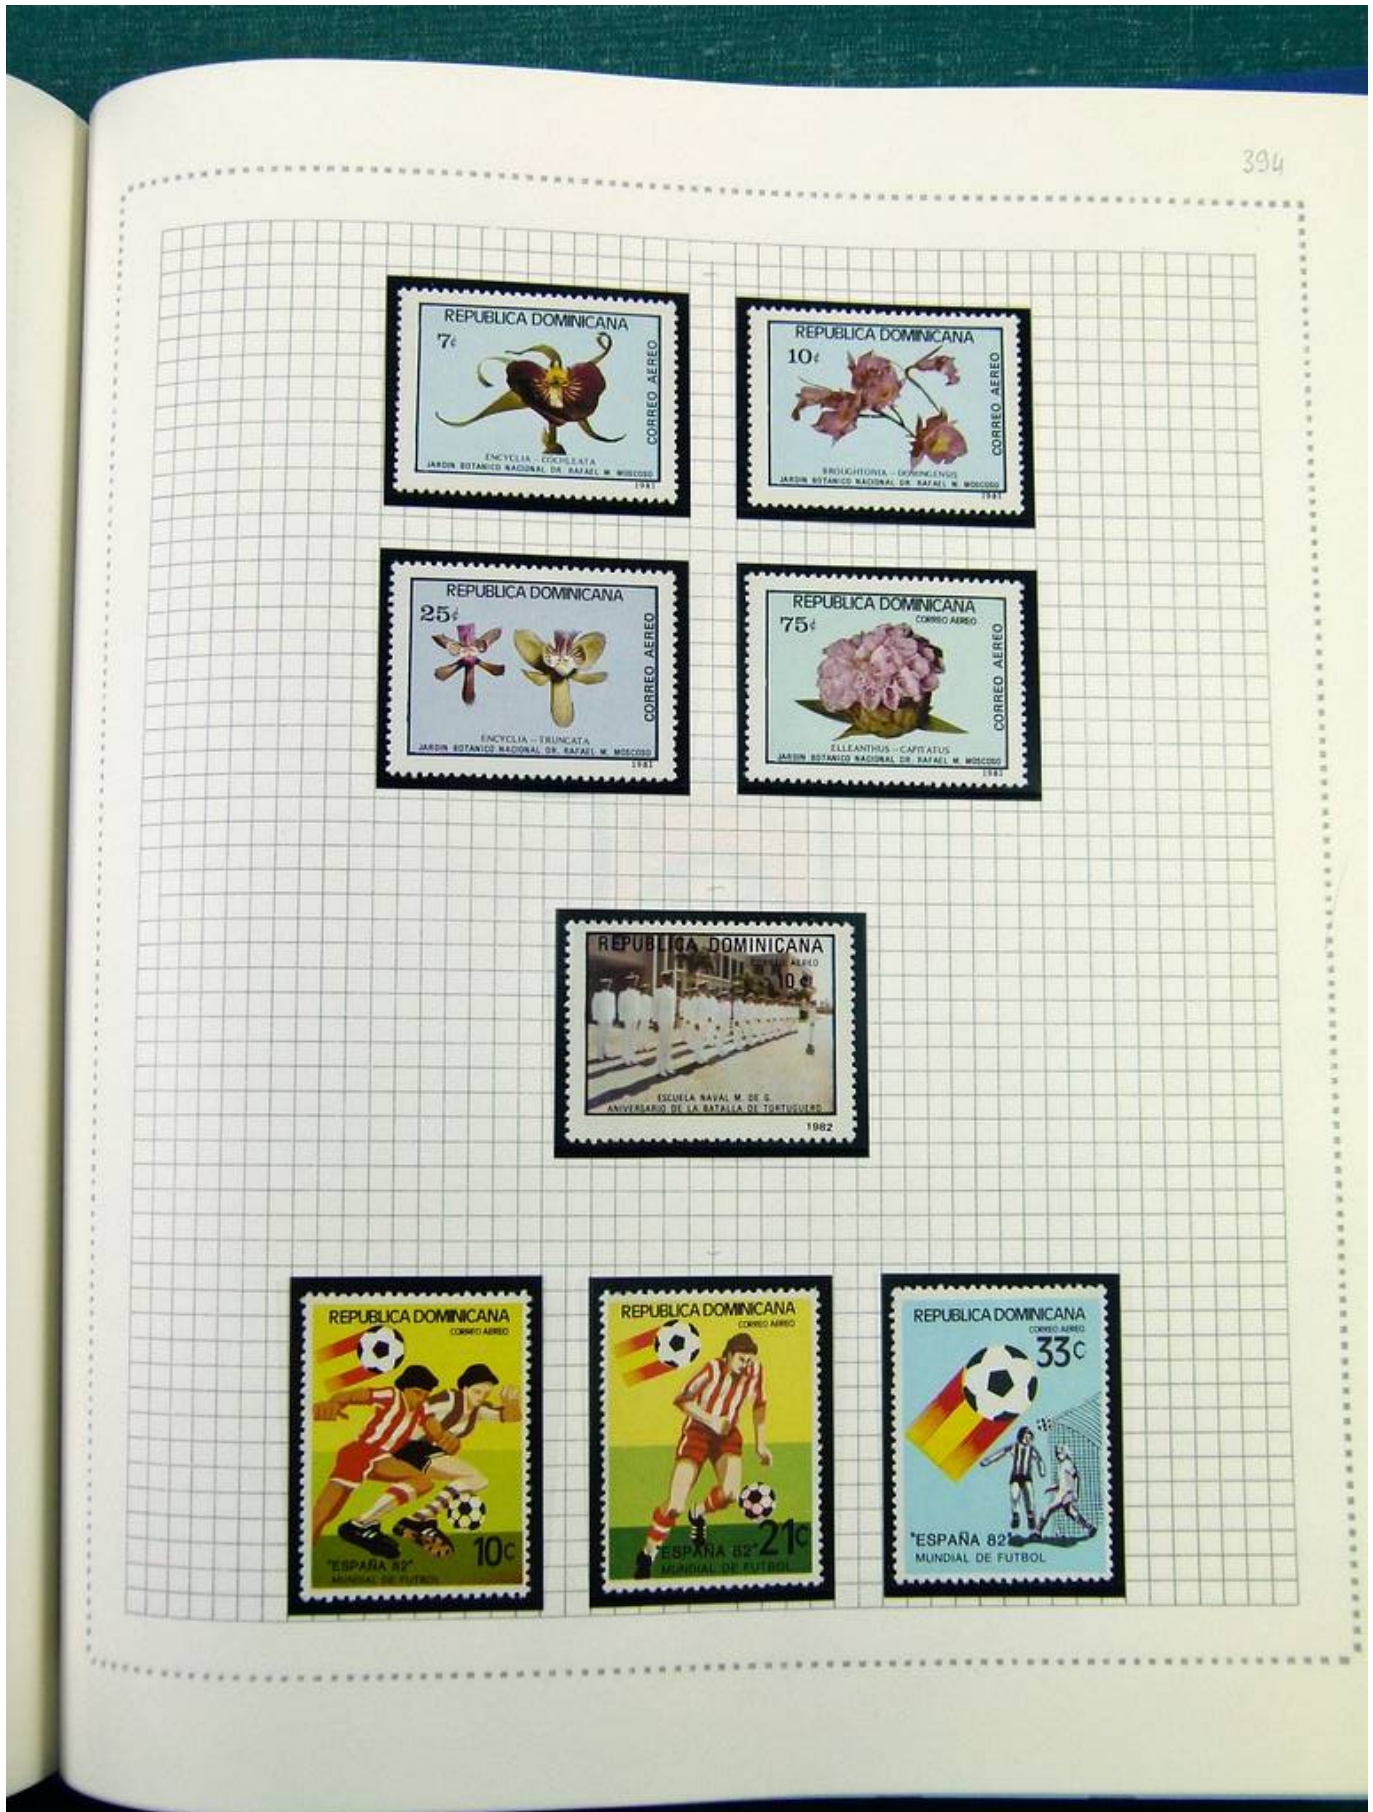 394
REPUBLICA DOMINICANA
7¢
CORREO AEREO
ENCYCLIA - COCHLEATA
JARDIN BOTANICO NACIONAL DR. RAFAEL M. MOSCOSO
1981
REPUBLICA DOMINICANA
10¢
CORREO AEREO
BROUGHTONIA - DOMINGENSIS
JARDIN BOTANICO NACIONAL DR. RAFAEL M. MOSCOSO
1981
REPUBLICA DOMINICANA
25¢
CORREO AEREO
ENCYCLIA - TRUNCATA
JARDIN BOTANICO NACIONAL DR. RAFAEL M. MOSCOSO
1981
REPUBLICA DOMINICANA
CORREO AEREO
75¢
CORREO AEREO
ELLEANTHUS - CAPITATUS
JARDIN BOTANICO NACIONAL DR. RAFAEL M. MOSCOSO
1981
REPUBLICA DOMINICANA
CORREO AEREO
10 ¢
ESCUELA NAVAL M. DE G.
ANIVERSARIO DE LA BATALLA DE TORTUGUERO
1982
REPUBLICA DOMINICANA
CORREO AEREO
10¢
"ESPAÑA 82"
MUNDIAL DE FUTBOL
REPUBLICA DOMINICANA
CORREO AEREO
"ESPAÑA 82" 21¢
MUNDIAL DE FUTBOL
REPUBLICA DOMINICANA
CORREO AEREO
33¢
"ESPAÑA 82"
MUNDIAL DE FUTBOL